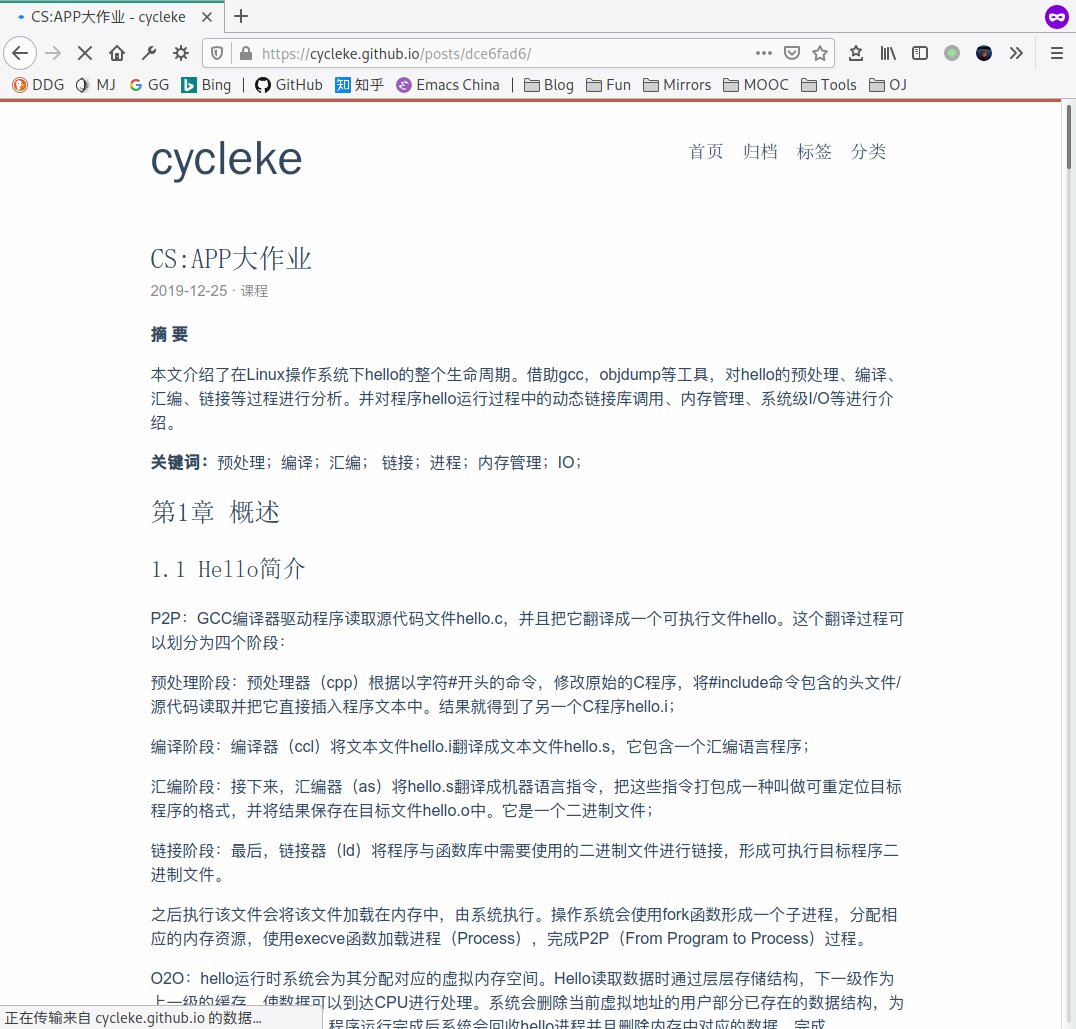 CS:APP大作业 - cycleke
https://cycleke.github.io/posts/dce6fad6/
DDG MJ GG Bing | GitHub 知乎 Emacs China | Blog Fun Mirrors MOOC Tools OJ
cycleke
首页 归档 标签 分类
CS:APP大作业
2019-12-25 · 课程
摘 要
本文介绍了在Linux操作系统下hello的整个生命周期。借助gcc，objdump等工具，对hello的预处理、编译、
汇编、链接等过程进行分析。并对程序hello运行过程中的动态链接库调用、内存管理、系统级I/O等进行介
绍。
关键词：预处理；编译；汇编； 链接；进程；内存管理；IO；
第1章 概述
1.1 Hello简介
P2P：GCC编译器驱动程序读取源代码文件hello.c，并且把它翻译成一个可执行文件hello。这个翻译过程可
以划分为四个阶段：
预处理阶段：预处理器（cpp）根据以字符#开头的命令，修改原始的C程序，将#include命令包含的头文件/
源代码读取并把它直接插入程序文本中。结果就得到了另一个C程序hello.i；
编译阶段：编译器（ccl）将文本文件hello.i翻译成文本文件hello.s，它包含一个汇编语言程序；
汇编阶段：接下来，汇编器（as）将hello.s翻译成机器语言指令，把这些指令打包成一种叫做可重定位目标
程序的格式，并将结果保存在目标文件hello.o中。它是一个二进制文件；
链接阶段：最后，链接器（ld）将程序与函数库中需要使用的二进制文件进行链接，形成可执行目标程序二
进制文件。
之后执行该文件会将该文件加载在内存中，由系统执行。操作系统会使用fork函数形成一个子进程，分配相
应的内存资源，使用execve函数加载进程（Process），完成P2P（From Program to Process）过程。
O2O：hello运行时系统会为其分配对应的虚拟内存空间。Hello读取数据时通过层层存储结构，下一级作为
上一级的缓存，使数据可以到达CPU进行处理。系统会删除当前虚拟地址的用户部分已存在的数据结构，为
程序运行完成后系统会回收hello进程并且删除内存中对应的数据，完成
正在传输来自 cycleke.github.io 的数据...